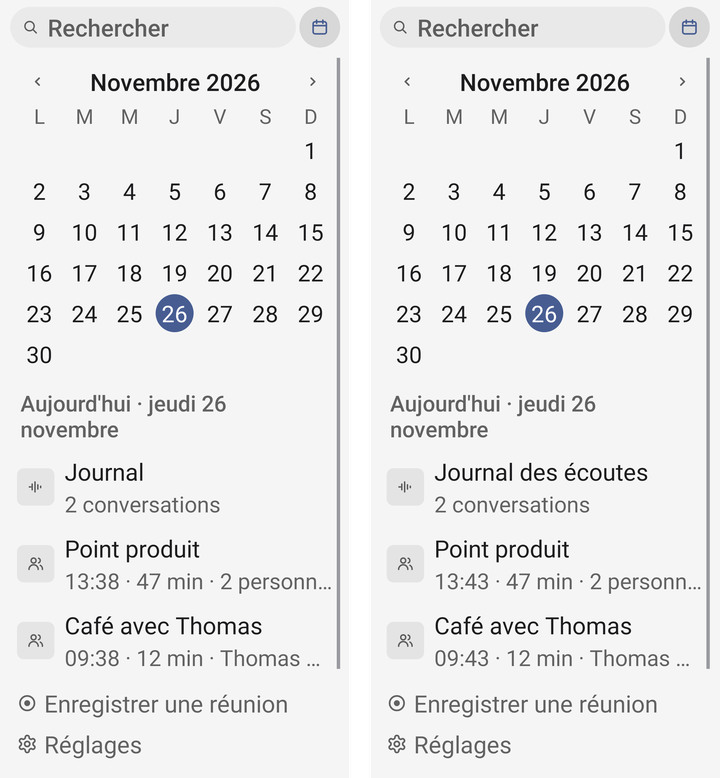 Rechercher
Novembre 2026
L M M J V S D
1
2 3 4 5 6 7 8
9 10 11 12 13 14 15
16 17 18 19 20 21 22
23 24 25 26 27 28 29
30
Aujourd'hui · jeudi 26
novembre
Journal
2 conversations
Point produit
13:38 · 47 min · 2 personn…
Café avec Thomas
09:38 · 12 min · Thomas …
Enregistrer une réunion
Réglages
Rechercher
Novembre 2026
L M M J V S D
1
2 3 4 5 6 7 8
9 10 11 12 13 14 15
16 17 18 19 20 21 22
23 24 25 26 27 28 29
30
Aujourd'hui · jeudi 26
novembre
Journal des écoutes
2 conversations
Point produit
13:43 · 47 min · 2 personn…
Café avec Thomas
09:43 · 12 min · Thomas …
Enregistrer une réunion
Réglages